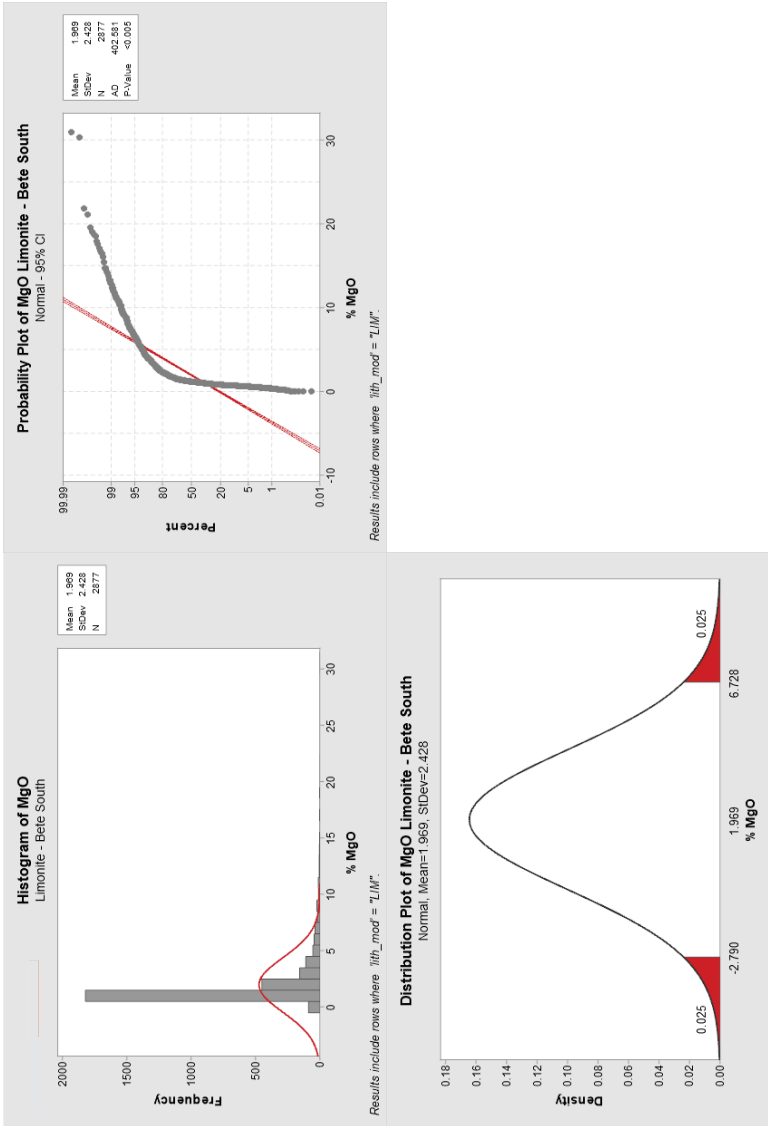 Histogram of MgO
Limonite - Bete South
Mean 1.969
StDev 2.428
N 2877
2000
1500
1000
500
0
Frequency
0 5 10 15 20 25 30
% MgO
Results include rows where 'lith_mod' = "LIM".
Probability Plot of MgO Limonite - Bete South
Normal - 95% CI
Mean 1.969
StDev 2.428
N 2877
AD 402.581
P-Value <0.005
99.99
99
95
80
50
20
5
1
0.01
Percent
-10 0 10 20 30
% MgO
Results include rows where 'lith_mod' = "LIM".
Distribution Plot of MgO Limonite - Bete South
Normal, Mean=1.969, StDev=2.428
0.18
0.16
0.14
0.12
0.10
0.08
0.06
0.04
0.02
0.00
Density
0.025 0.025
-2.790 1.969 6.728
% MgO